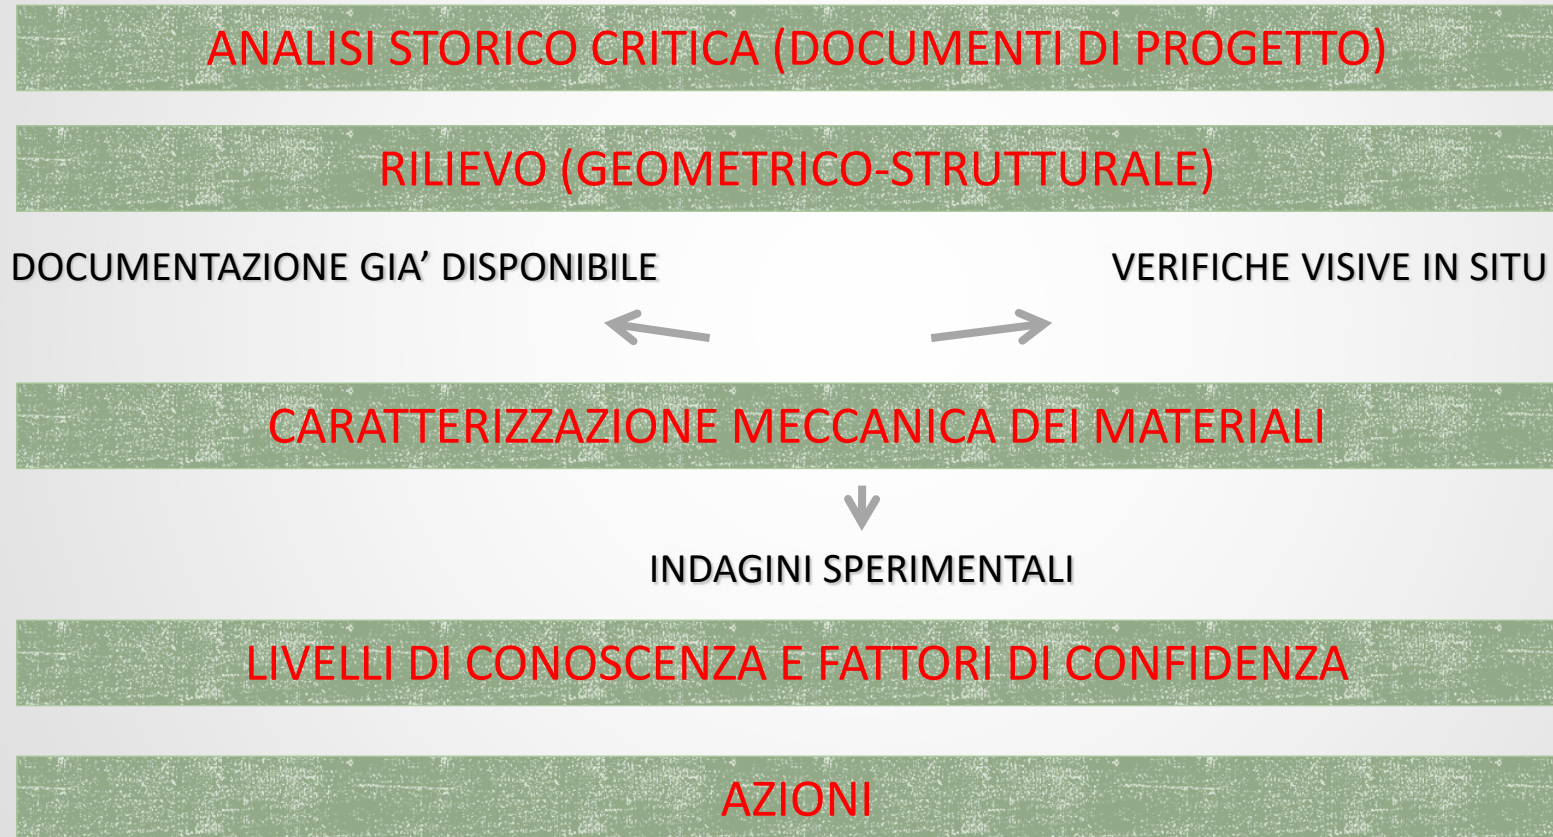 ANALISI STORICO CRITICA (DOCUMENTI DI PROGETTO)
RILIEVO (GEOMETRICO-STRUTTURALE)
DOCUMENTAZIONE GIA’ DISPONIBILE
VERIFICHE VISIVE IN SITU
CARATTERIZZAZIONE MECCANICA DEI MATERIALI
INDAGINI SPERIMENTALI
LIVELLI DI CONOSCENZA E FATTORI DI CONFIDENZA
AZIONI